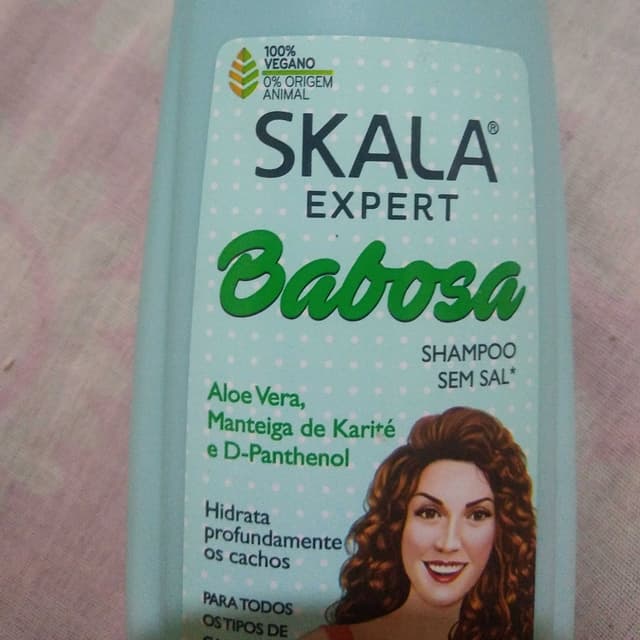 100%
VEGANO
0% ORIGEM
ANIMAL
SKALA®
EXPERT
Babosa
SHAMPOO
SEM SAL*
Aloe Vera,
Manteiga de Karité
e D-Panthenol
Hidrata
profundamente
os cachos
PARA TODOS
OS TIPOS DE